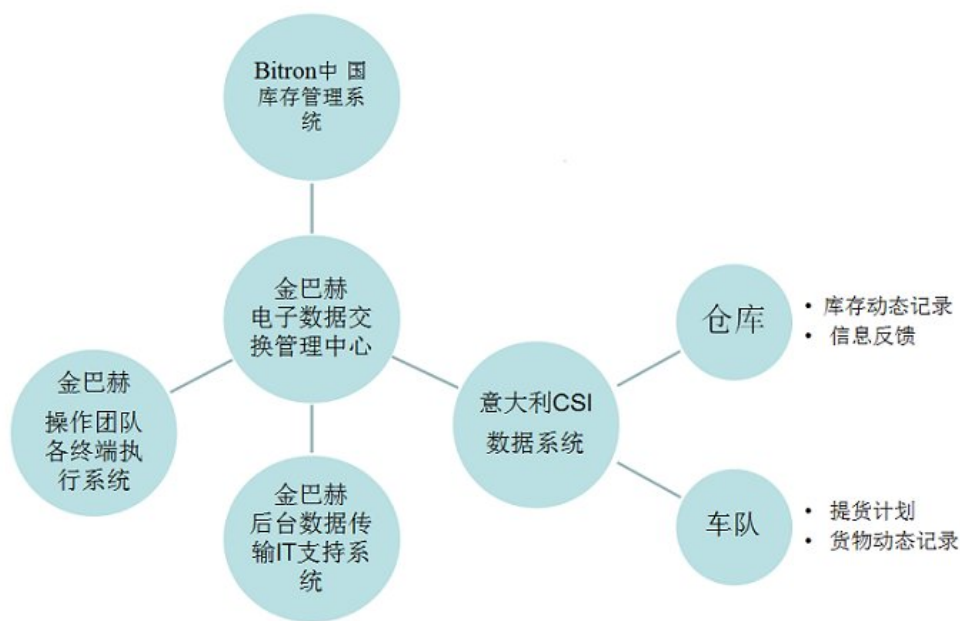 Bitron中 国
库存管理系
统
金巴赫
电子数据交
换管理中心
金巴赫
操作团队
各终端执
行系统
金巴赫
后台数据传
输IT支持系
统
意大利CSI
数据系统
仓库
• 库存动态记录
• 信息反馈
车队
• 提货计划
• 货物动态记录